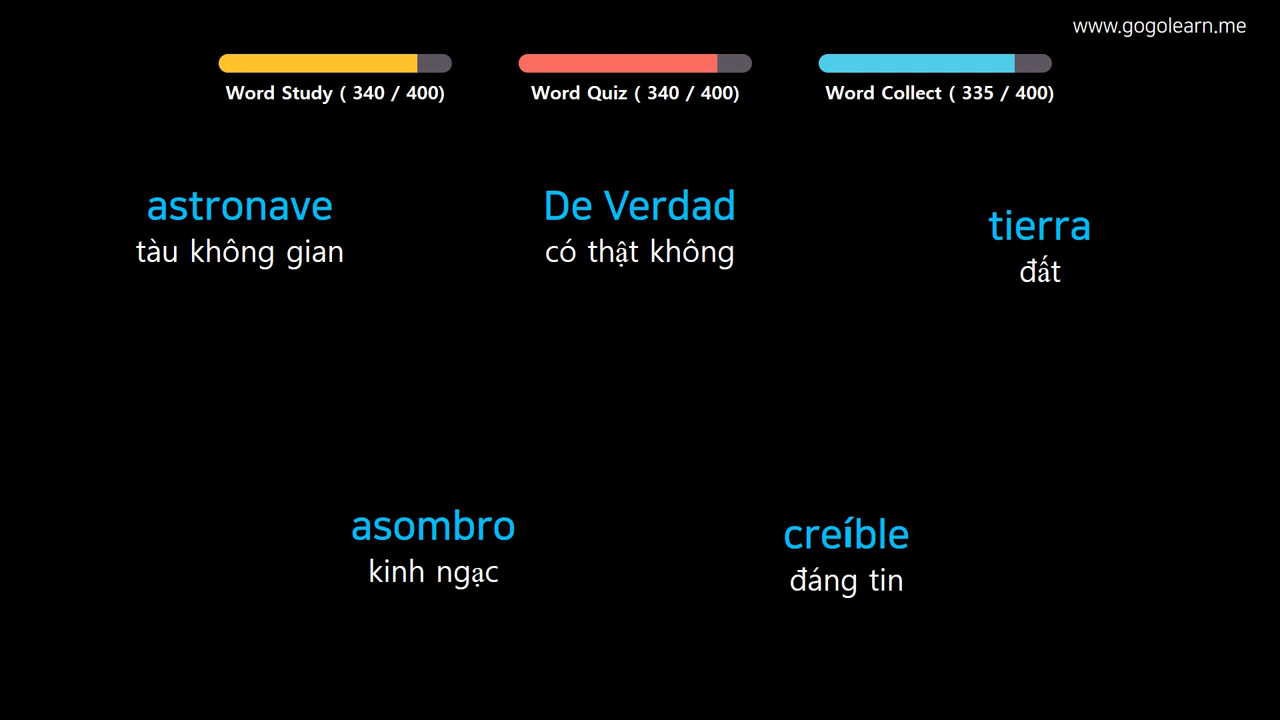 www.gogolearn.me
Word Study ( 340 / 400)
Word Quiz ( 340 / 400)
Word Collect ( 335 / 400)
astronave
tàu không gian
De Verdad
có thật không
tierra
đất
asombro
kinh ngạc
creíble
đáng tin